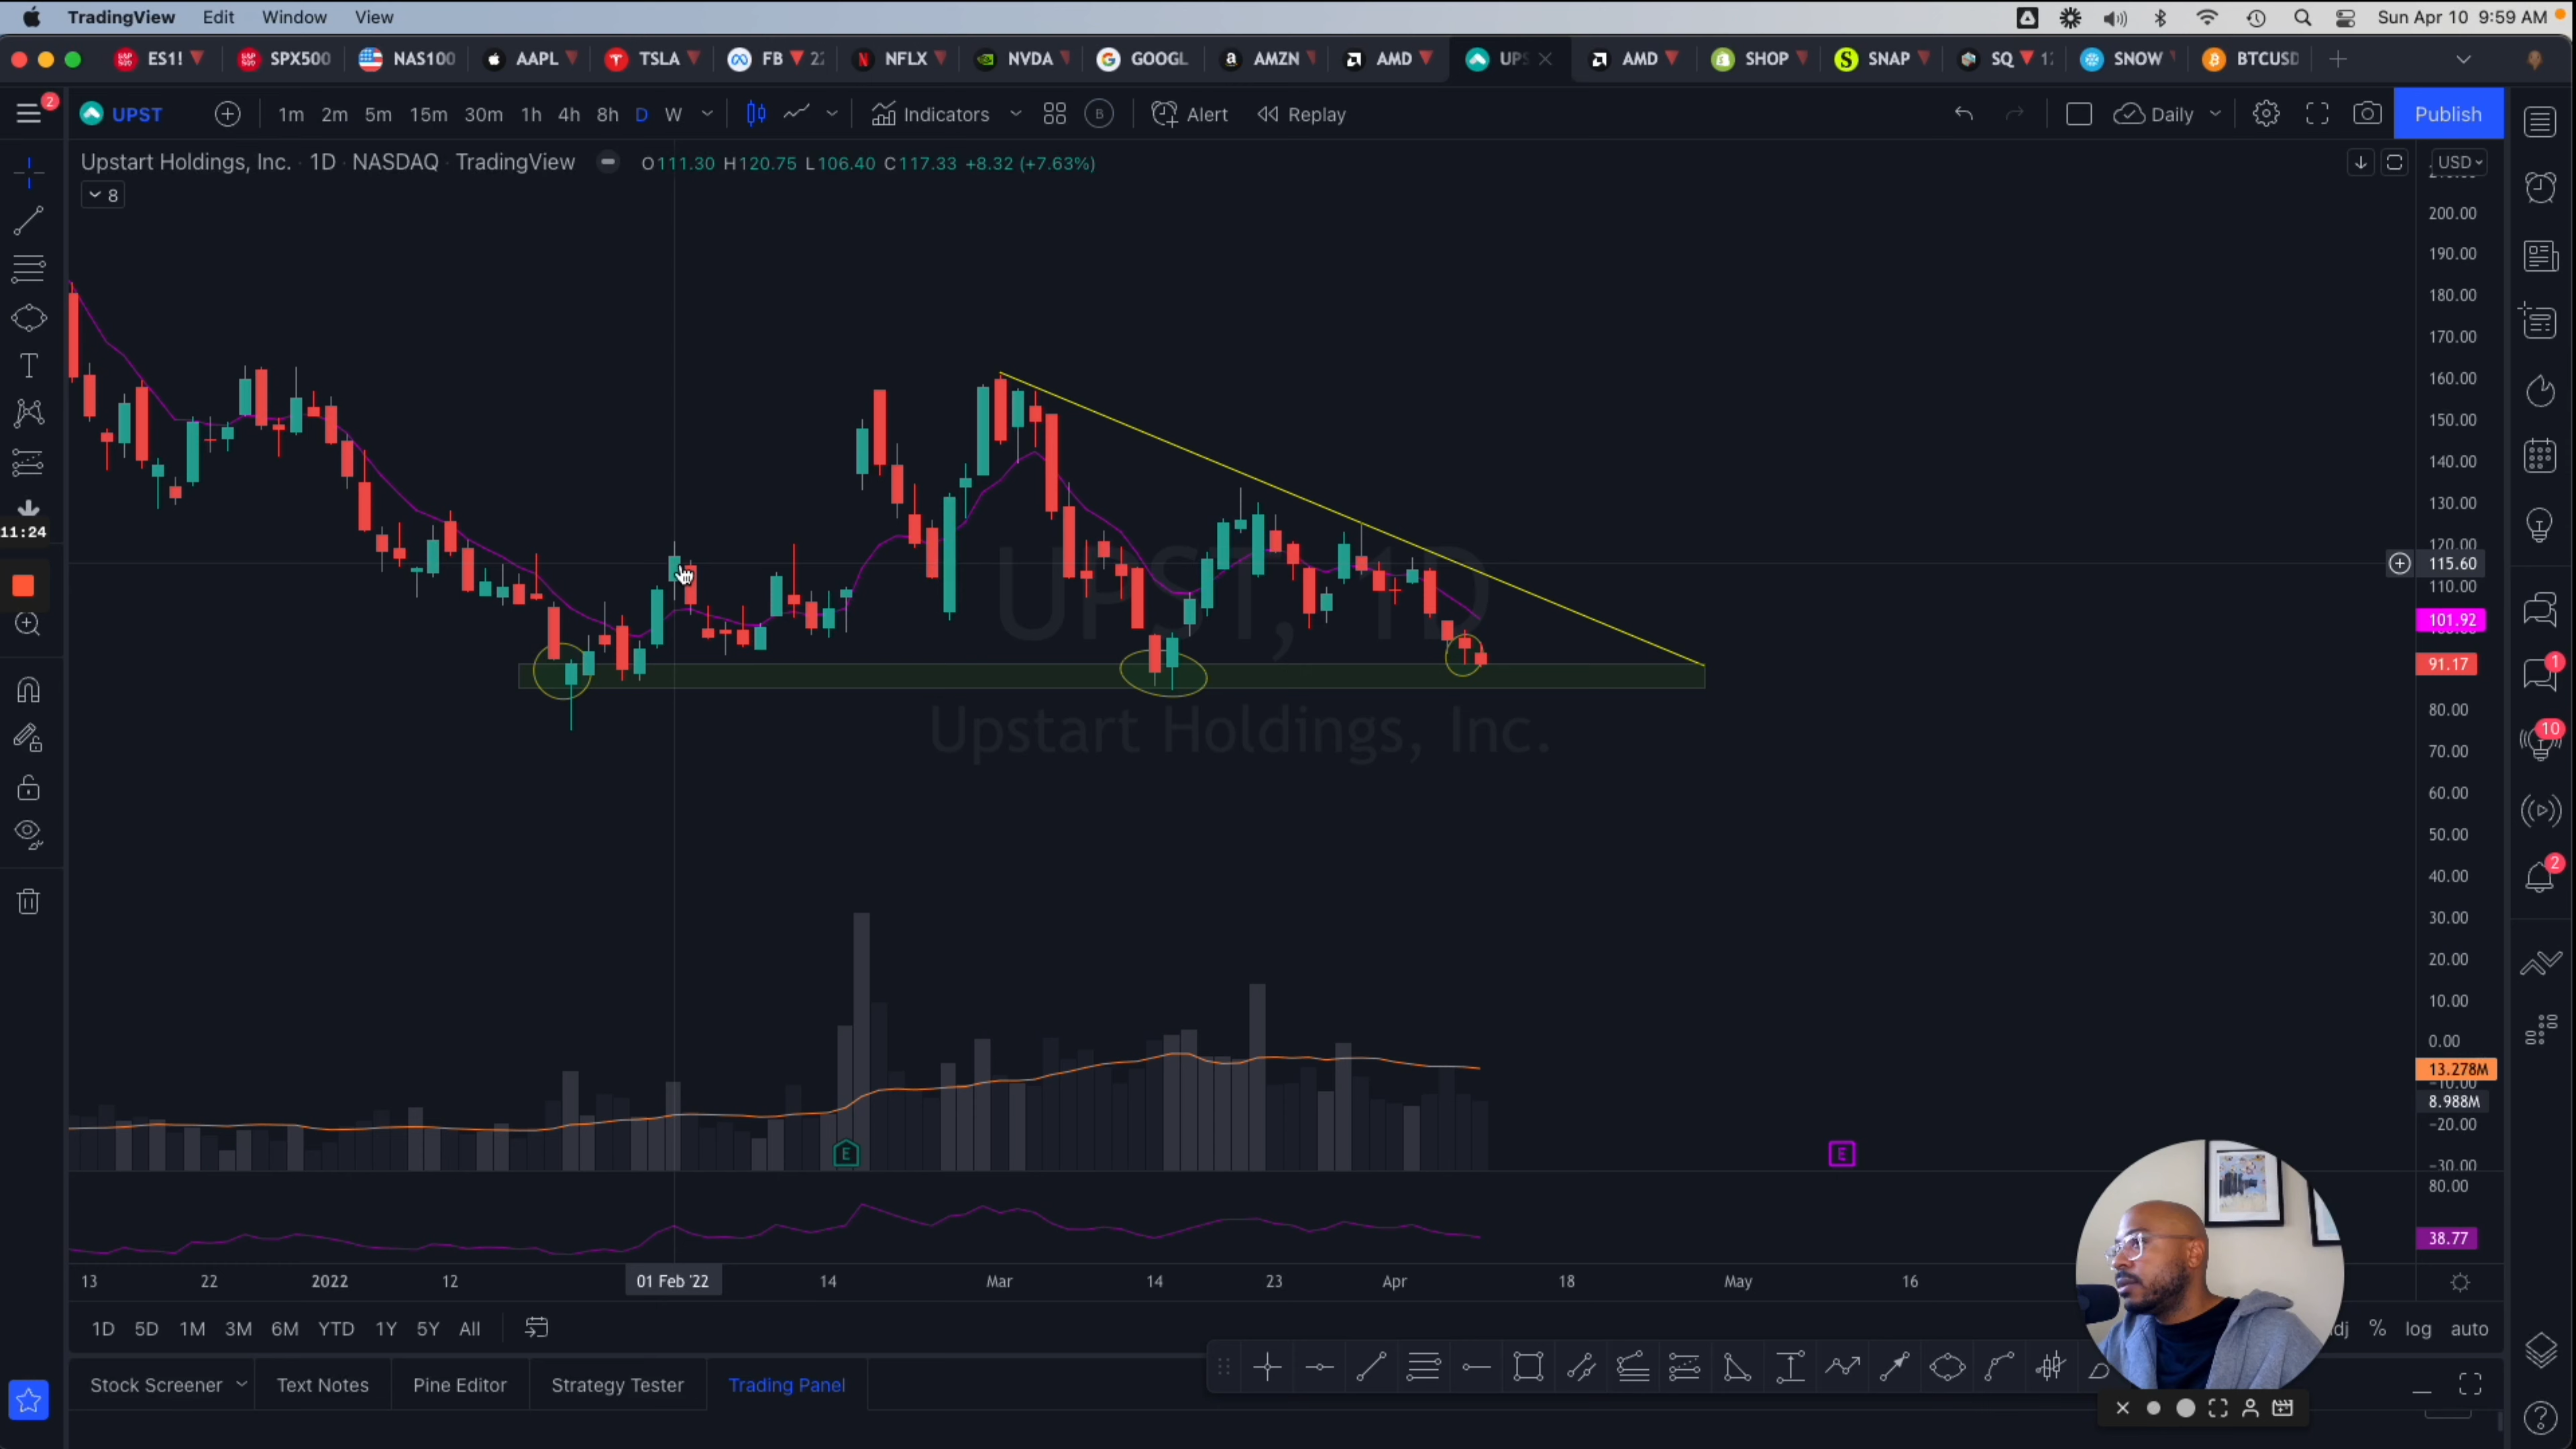 TradingView Edit Window View Sun Apr 10 9:59 AM
ES1! SPX500 NAS100 AAPL TSLA FB NFLX NVDA GOOGL AMZN AMD UPS AMD SHOP SNAP SQ SNOW BTCUSD
2 UPST 1m 2m 5m 15m 30m 1h 4h 8h D W Indicators B Alert Replay Daily Publish
Upstart Holdings, Inc. · 1D · NASDAQ · TradingView O111.30 H120.75 L106.40 C117.33 +8.32 (+7.63%) USD
8
200.00
190.00
180.00
170.00
160.00
150.00
140.00
130.00
120.00
115.60
110.00
101.92
91.17
80.00
70.00
60.00
50.00
40.00
30.00
20.00
10.00
0.00
13.278M
−10.00
8.988M
−20.00
−30.00
80.00
38.77
11:24
UPST, 1D
Upstart Holdings, Inc.
1
10
2
E E
13 22 2022 12 01 Feb '22 14 Mar 14 23 Apr 18 May 16
1D 5D 1M 3M 6M YTD 1Y 5Y All % log auto
Stock Screener Text Notes Pine Editor Strategy Tester Trading Panel